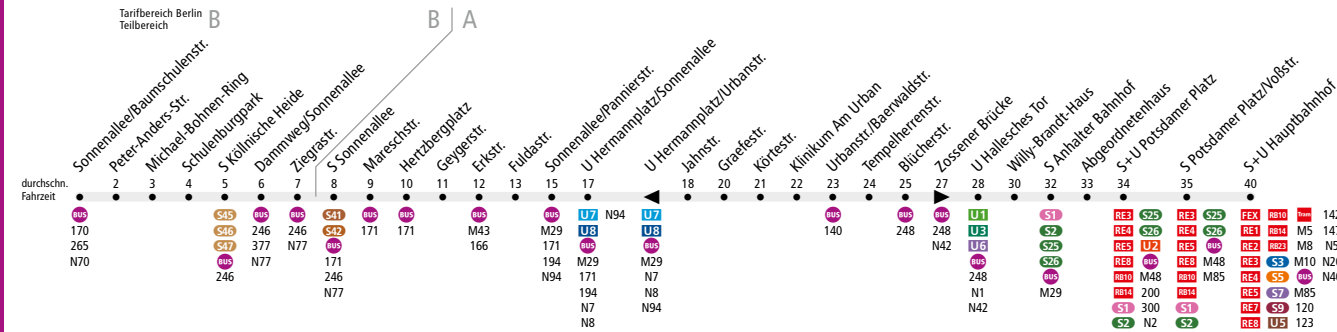 Tarifbereich Berlin
Teilbereich
B
B
A
Sonnenallee/Baumschulenstr.
Peter-Anders-Str.
Michael-Bohnen-Ring
Schulenburgpark
S Köllnische Heide
Dammweg/Sonnenallee
Ziegrastr.
S Sonnenallee
Mareschstr.
Hertzbergplatz
Geygerstr.
Erkstr.
Fuldastr.
Sonnenallee/Pannierstr.
U Hermannplatz/Sonnenallee
U Hermannplatz/Urbanstr.
Jahnstr.
Graefestr.
Körtestr.
Klinikum Am Urban
Urbanstr./Baerwaldstr.
Tempelherrenstr.
Blücherstr.
Zossener Brücke
U Hallesches Tor
Willy-Brandt-Haus
S Anhalter Bahnhof
Abgeordnetenhaus
S+U Potsdamer Platz
S Potsdamer Platz/Voßstr.
S+U Hauptbahnhof
durchschn.
Fahrzeit
2 3 4 5 6 7 8 9 10 11 12 13 15 17 18 20 21 22 23 24 25 27 28 30 32 33 34 35 40
BUS
170
265
N70
S45
S46
S47
BUS
246
BUS
246
377
N77
BUS
246
N77
S41
S42
BUS
171
246
N77
BUS
171
BUS
171
BUS
M43
166
BUS
M29
194
N94
U7 N94
U8
BUS
M29
171
194
N7
N8
U7
U8
BUS
M29
N7
N8
N94
BUS
140
BUS
248
BUS
248
N42
U1
U3
U6
BUS
248
N1
N42
S1
S2
S25
S26
BUS
M29
RE3 S25
RE4 S26
RE5 U2
RE8 BUS
RB10 M48
RB14 200
S1 300
S2 N2
RE3 S25
RE4 S26
RE5 BUS
RE8 M48
RB10 M85
RB14
S1
S2
FEX RB10 Tram 142
RE1 RB14 M5
RE2 RB23 M8
RE3 S3 M10
RE4 S5 BUS
RE5 S7 M85
RE7 S9 120
RE8 U5 123